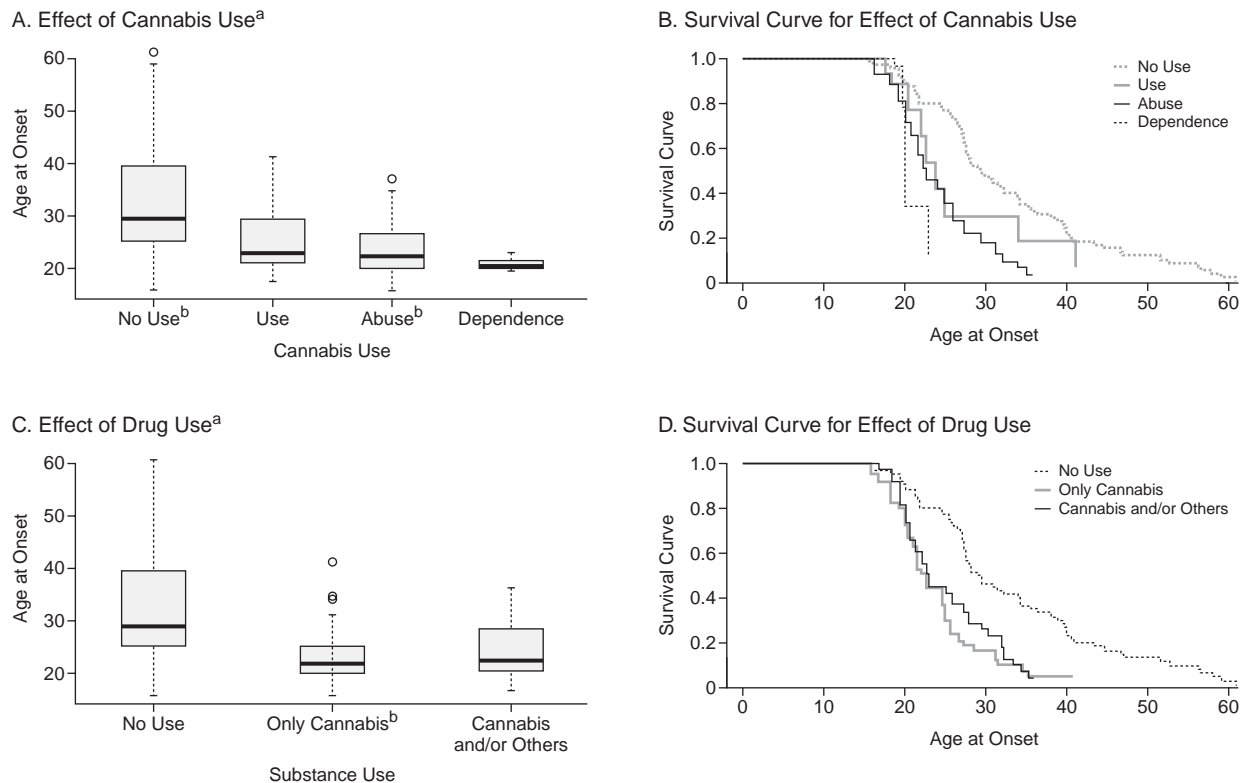 A. Effect of Cannabis Useᵃ
Age at Onset
60
50
40
30
20
No Useᵇ Use Abuseᵇ Dependence
Cannabis Use
B. Survival Curve for Effect of Cannabis Use
Survival Curve
1.0
0.8
0.6
0.4
0.2
0
No Use
Use
Abuse
Dependence
0 10 20 30 40 50 60
Age at Onset
C. Effect of Drug Useᵃ
Age at Onset
60
50
40
30
20
No Use Only Cannabisᵇ Cannabis
and/or Others
Substance Use
D. Survival Curve for Effect of Drug Use
Survival Curve
1.0
0.8
0.6
0.4
0.2
0
No Use
Only Cannabis
Cannabis and/or Others
0 10 20 30 40 50 60
Age at Onset